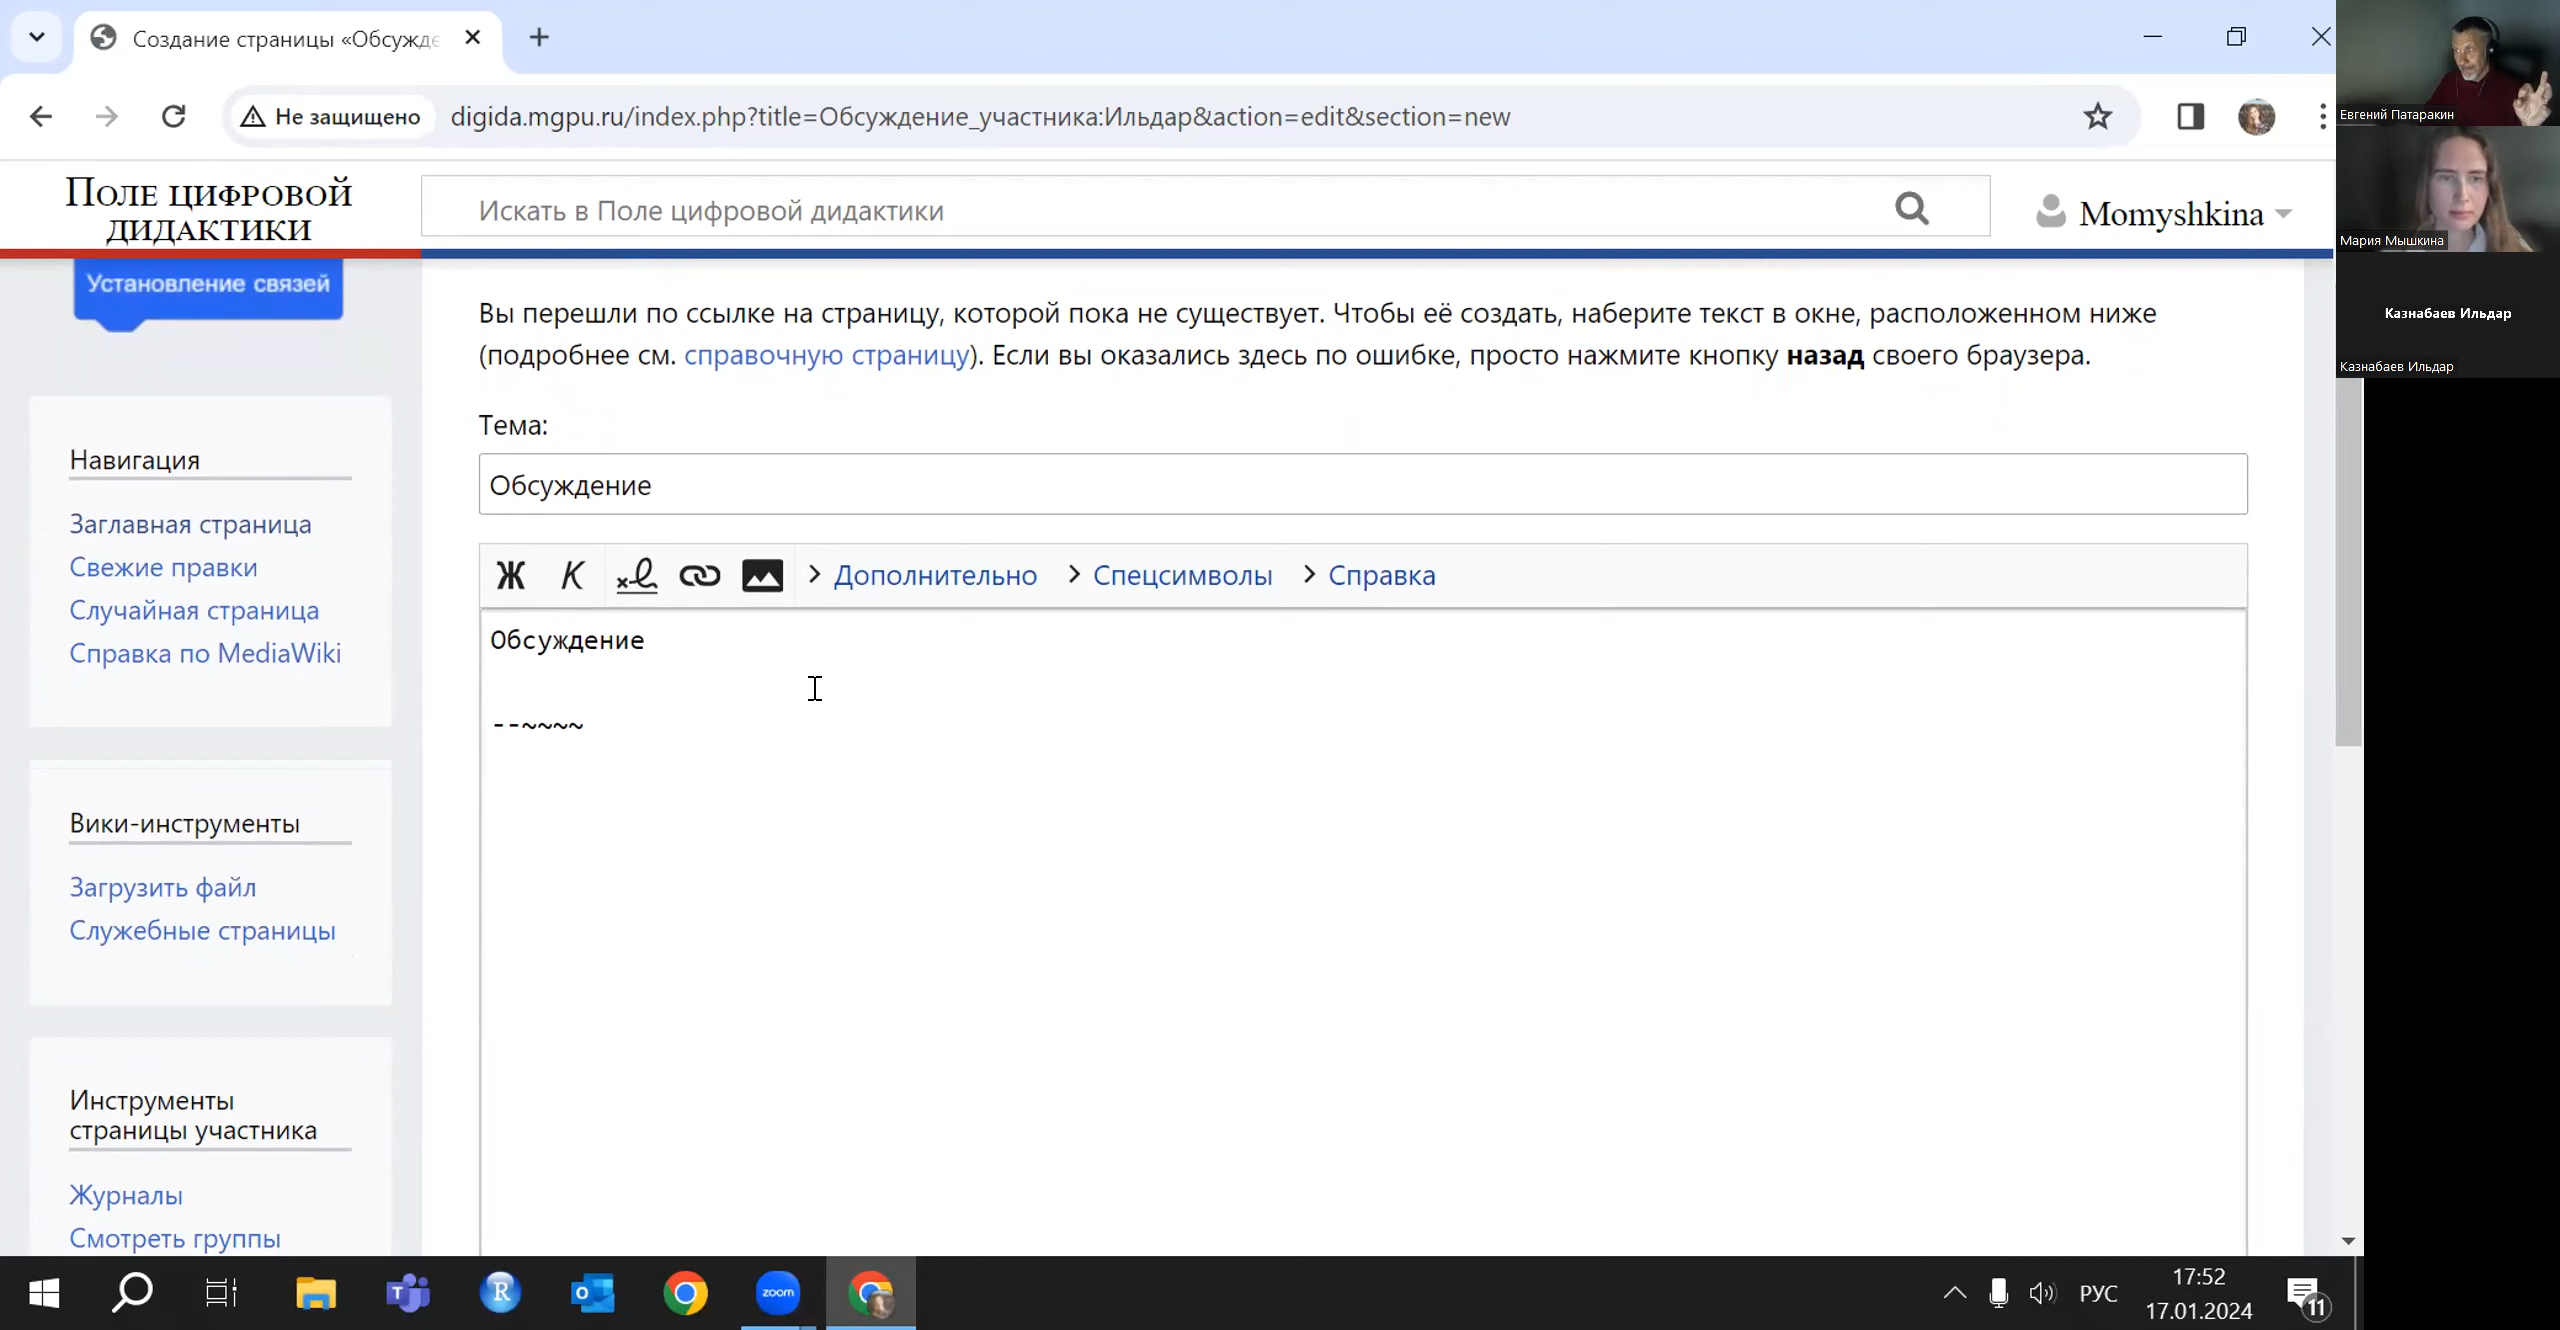 Создание страницы «Обсужде
Не защищено
digida.mgpu.ru/index.php?title=Обсуждение_участника:Ильдар&action=edit&section=new
Поле цифровой
дидактики
Искать в Поле цифровой дидактики
Momyshkina
Установление связей
Навигация
Заглавная страница
Свежие правки
Случайная страница
Справка по MediaWiki
Вики-инструменты
Загрузить файл
Служебные страницы
Инструменты
страницы участника
Журналы
Смотреть группы
Вы перешли по ссылке на страницу, которой пока не существует. Чтобы её создать, наберите текст в окне, расположенном ниже
(подробнее см. справочную страницу). Если вы оказались здесь по ошибке, просто нажмите кнопку назад своего браузера.
Тема:
Обсуждение
Ж К Дополнительно Спецсимволы Справка
Обсуждение
--~~~~
Евгений Патаракин
Мария Мышкина
Казнабаев Ильдар
Казнабаев Ильдар
zoom
РУС
17:52
17.01.2024
11